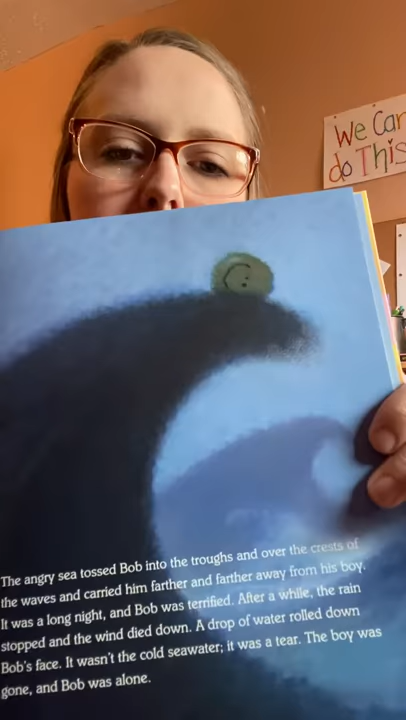 We Can
do This
The angry sea tossed Bob into the troughs and over the crests of
the waves and carried him farther and farther away from his boy.
It was a long night, and Bob was terrified. After a while, the rain
stopped and the wind died down. A drop of water rolled down
Bob's face. It wasn't the cold seawater; it was a tear. The boy was
gone, and Bob was alone.